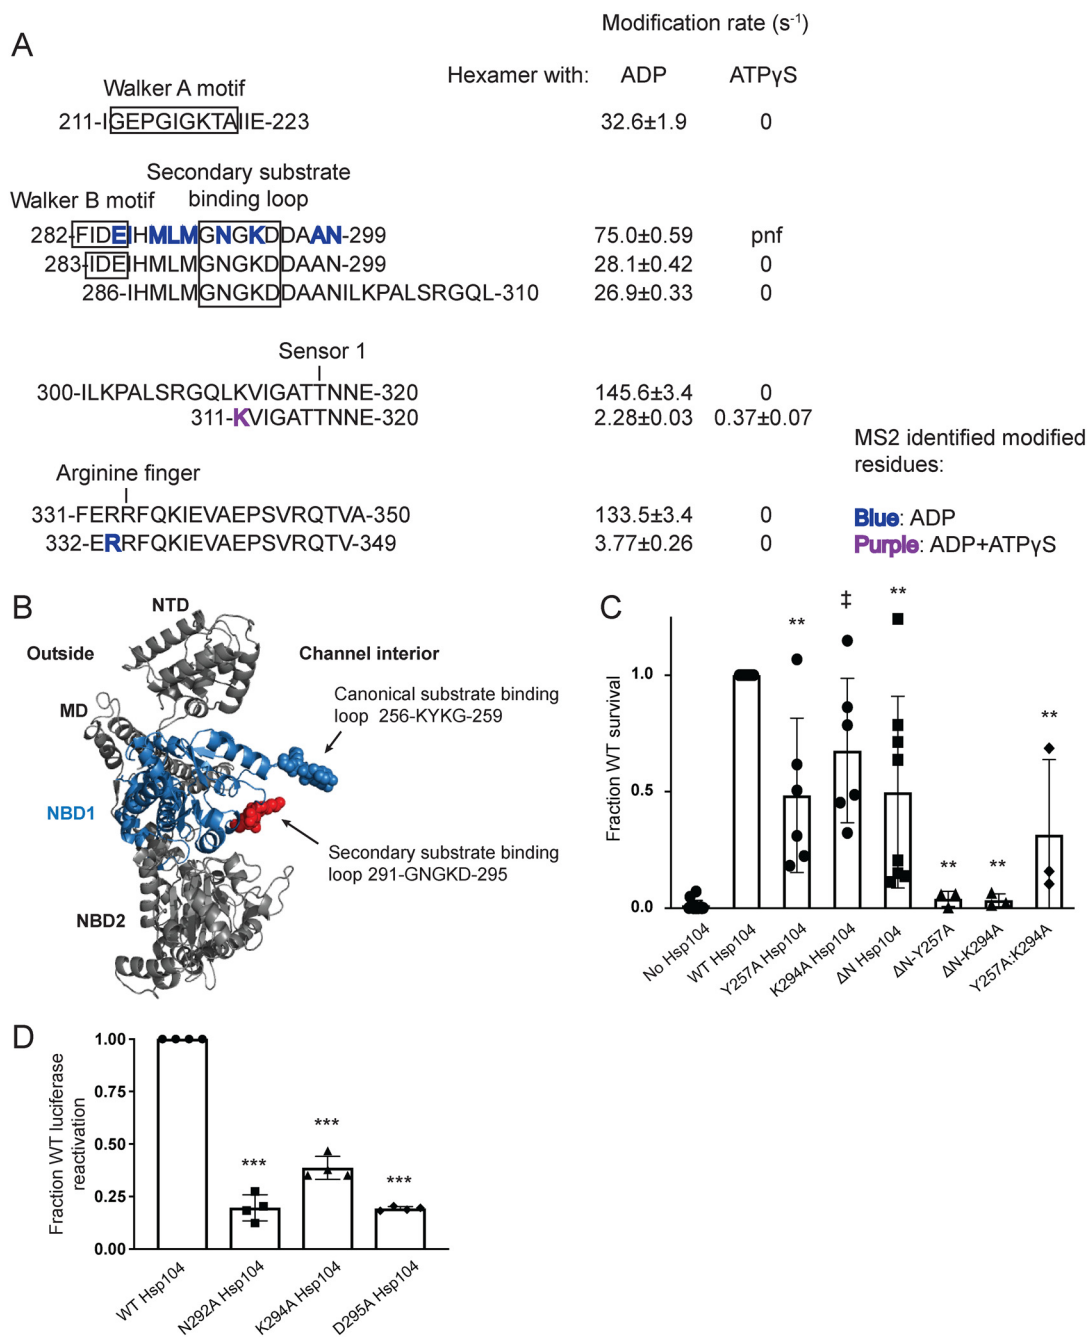 A
Modification rate (s-1)
Hexamer with: ADP ATPγS
Walker A motif
211-IGEPGIGKTAIIE-223 32.6±1.9 0
Secondary substrate
Walker B motif binding loop
282-FIDEIHMLMGNGKDDAAN-299 75.0±0.59 pnf
283-IDEIHMLMGNGKDDAAN-299 28.1±0.42 0
286-IHMLMGNGKDDAANILKPALSRGQL-310 26.9±0.33 0
Sensor 1
300-ILKPALSRGQLKVIGATTNNE-320 145.6±3.4 0
311-KVIGATTNNE-320 2.28±0.03 0.37±0.07
MS2 identified modified
residues:
Arginine finger
331-FERRFQKIEVAEPSVRQTVA-350 133.5±3.4 0
Blue: ADP
332-ERRFQKIEVAEPSVRQTV-349 3.77±0.26 0
Purple: ADP+ATPγS
B
NTD
Outside
Channel interior
Canonical substrate binding
loop 256-KYKG-259
MD
NBD1
Secondary substrate binding
loop 291-GNGKD-295
NBD2
C
Fraction WT survival
1.0
0.5
0.0
**
‡
**
**
**
**
No Hsp104
WT Hsp104
Y257A Hsp104
K294A Hsp104
ΔN Hsp104
ΔN-Y257A
ΔN-K294A
Y257A:K294A
D
Fraction WT luciferase
reactivation
1.00
0.75
0.50
0.25
0.00
***
***
***
WT Hsp104
N292A Hsp104
K294A Hsp104
D295A Hsp104